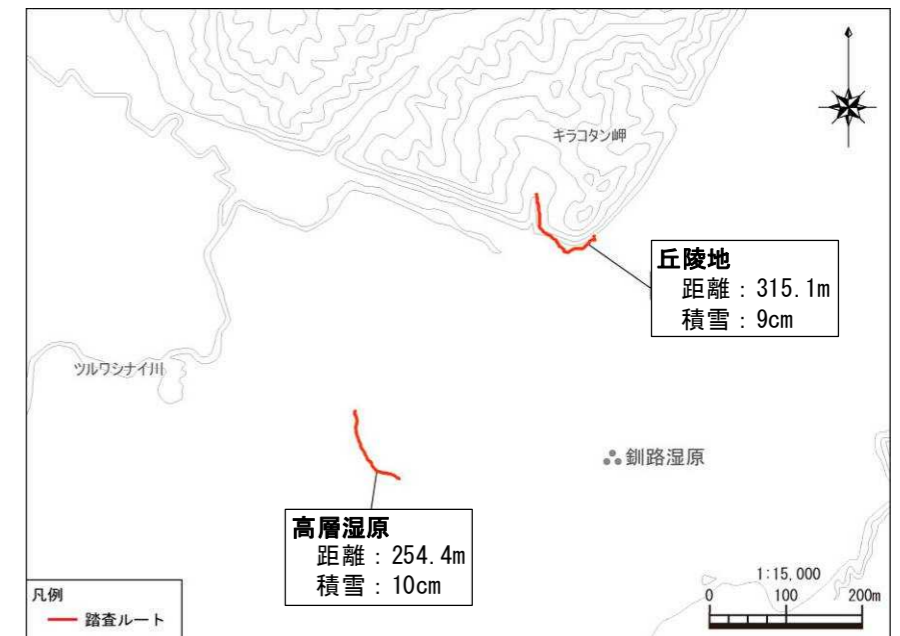 キラコタン岬
丘陵地
距離：315.1m
積雪：9cm
ツルワシナイ川
釧路湿原
高層湿原
距離：254.4m
積雪：10cm
凡例
踏査ルート
1:15,000
0 100 200m